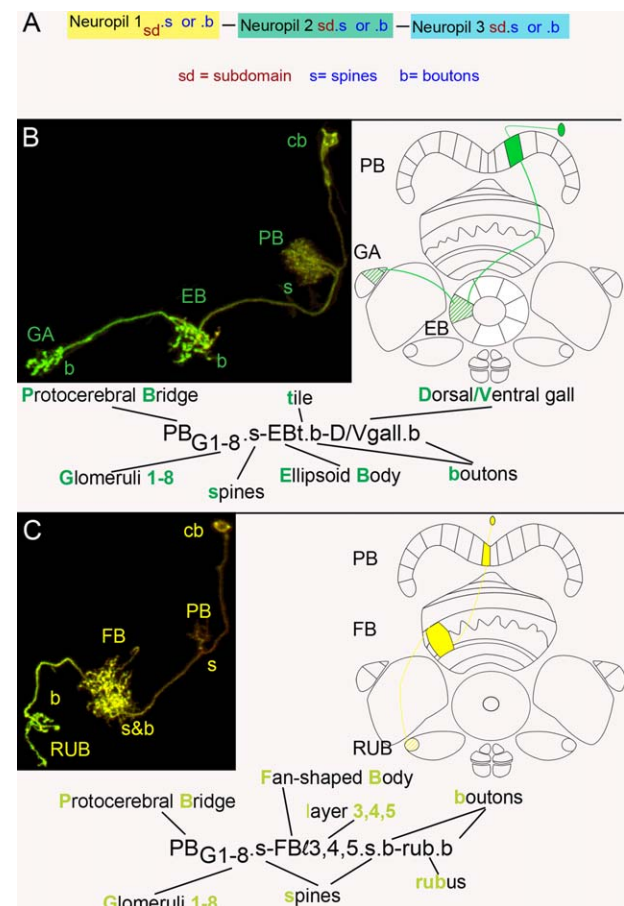 A
Neuropil 1sd.s or .b — Neuropil 2 sd.s or .b — Neuropil 3 sd.s or .b
sd = subdomain s= spines b= boutons
B
cb
PB
s
EB
b
GA
b
PB
GA
EB
Protocerebral Bridge
tile
Dorsal/Ventral gall
PBG1-8.s-EBt.b-D/Vgall.b
Glomeruli 1-8
spines
Ellipsoid Body
boutons
C
cb
PB
s
FB
s&b
b
RUB
PB
FB
RUB
Fan-shaped Body
Protocerebral Bridge
layer 3,4,5
boutons
PBG1-8.s-FBℓ3,4,5.s.b-rub.b
rubus
Glomeruli 1-8
spines